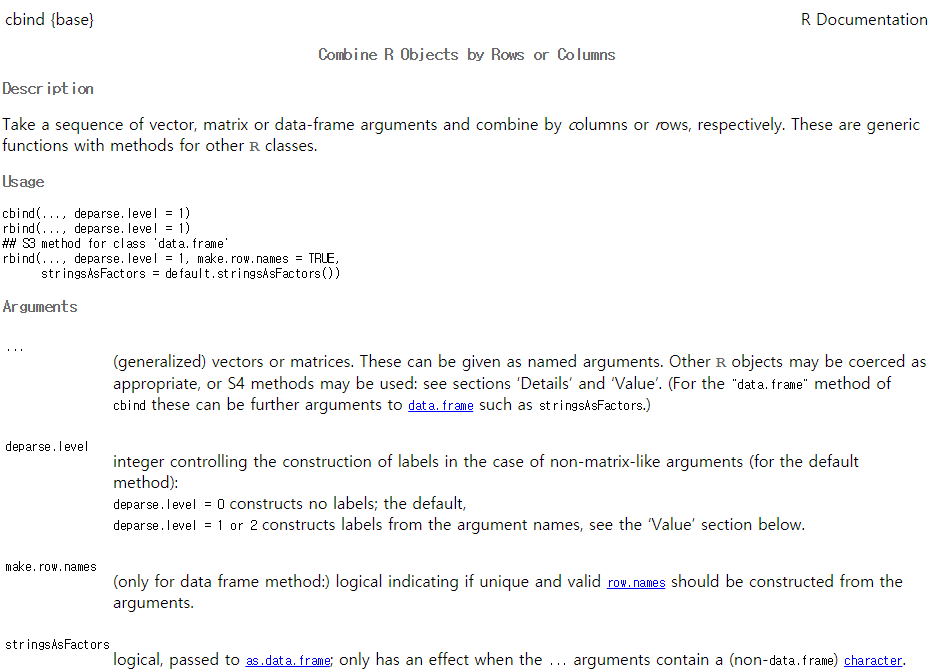 cbind {base} R Documentation
Combine R Objects by Rows or Columns
Description
Take a sequence of vector, matrix or data-frame arguments and combine by columns or rows, respectively. These are generic
functions with methods for other R classes.
Usage
cbind(..., deparse.level = 1)
rbind(..., deparse.level = 1)
## S3 method for class 'data.frame'
rbind(..., deparse.level = 1, make.row.names = TRUE,
      stringsAsFactors = default.stringsAsFactors())
Arguments
...
(generalized) vectors or matrices. These can be given as named arguments. Other R objects may be coerced as
appropriate, or S4 methods may be used: see sections ‘Details’ and ‘Value’. (For the "data.frame" method of
cbind these can be further arguments to data.frame such as stringsAsFactors.)
deparse.level
integer controlling the construction of labels in the case of non-matrix-like arguments (for the default
method):
deparse.level = 0 constructs no labels; the default,
deparse.level = 1 or 2 constructs labels from the argument names, see the ‘Value’ section below.
make.row.names
(only for data frame method:) logical indicating if unique and valid row.names should be constructed from the
arguments.
stringsAsFactors
logical, passed to as.data.frame; only has an effect when the ... arguments contain a (non-data.frame) character.